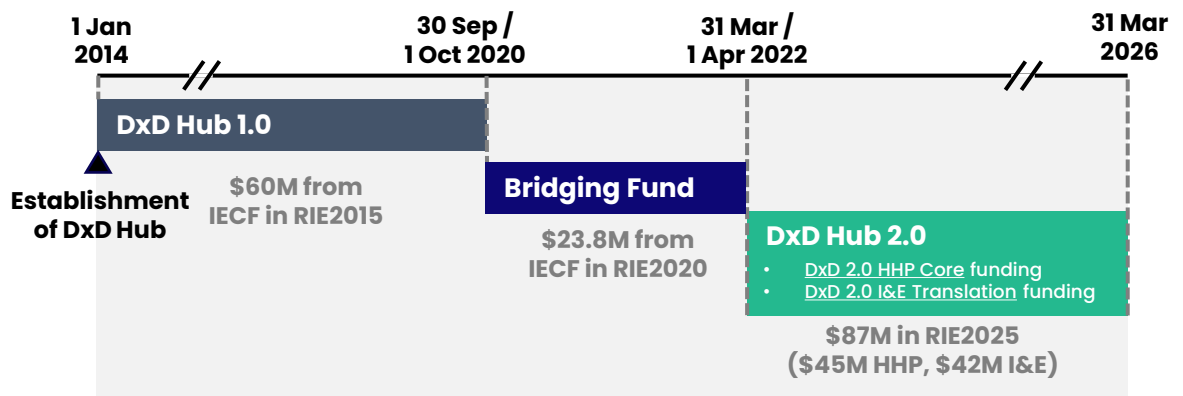 1 Jan
2014
30 Sep /
1 Oct 2020
31 Mar /
1 Apr 2022
31 Mar
2026
DxD Hub 1.0
Establishment
of DxD Hub
$60M from
IECF in RIE2015
Bridging Fund
$23.8M from
IECF in RIE2020
DxD Hub 2.0
• DxD 2.0 HHP Core funding
• DxD 2.0 I&E Translation funding
$87M in RIE2025
($45M HHP, $42M I&E)